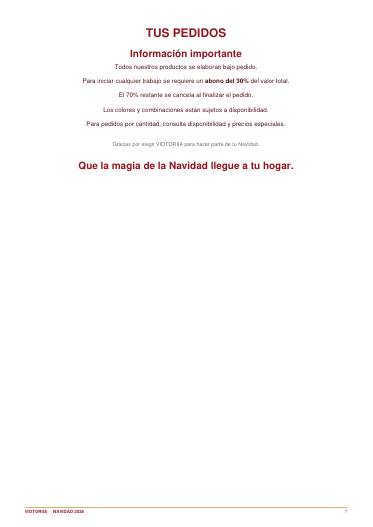 TUS PEDIDOS
Información importante
Todos nuestros productos se elaboran bajo pedido.
Para iniciar cualquier trabajo se requiere un abono del 30% del valor total.
El 70% restante se cancela al finalizar el pedido.
Los colores y combinaciones están sujetos a disponibilidad.
Para pedidos por cantidad, consulta disponibilidad y precios especiales.
Gracias por elegir VICTORIIA para hacer parte de tu Navidad.
Que la magia de la Navidad llegue a tu hogar.
VICTORIIA NAVIDAD 2026
7